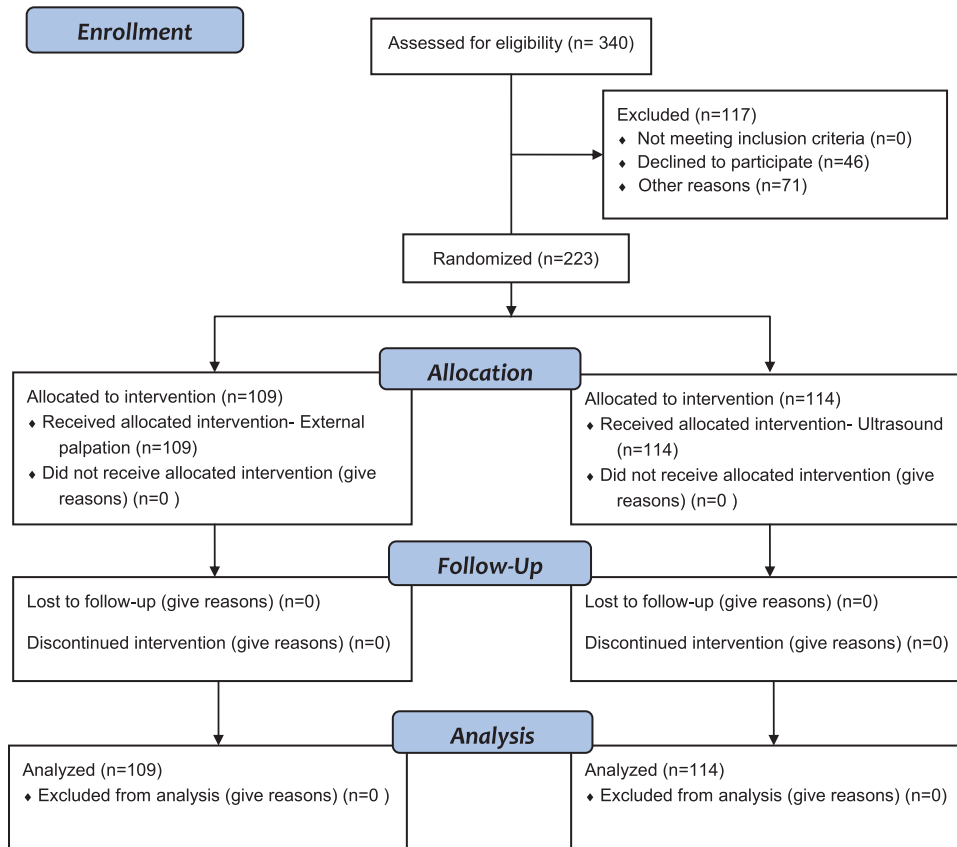 Enrollment
Assessed for eligibility (n= 340)
Excluded (n=117)
♦ Not meeting inclusion criteria (n=0)
♦ Declined to participate (n=46)
♦ Other reasons (n=71)
Randomized (n=223)
Allocation
Allocated to intervention (n=109)
♦ Received allocated intervention- External
palpation (n=109)
♦ Did not receive allocated intervention (give
reasons) (n=0 )
Allocated to intervention (n=114)
♦ Received allocated intervention- Ultrasound
(n=114)
♦ Did not receive allocated intervention (give
reasons) (n=0 )
Follow-Up
Lost to follow-up (give reasons) (n=0)
Discontinued intervention (give reasons) (n=0)
Lost to follow-up (give reasons) (n=0)
Discontinued intervention (give reasons) (n=0)
Analysis
Analyzed (n=109)
♦ Excluded from analysis (give reasons) (n=0 )
Analyzed (n=114)
♦ Excluded from analysis (give reasons) (n=0)